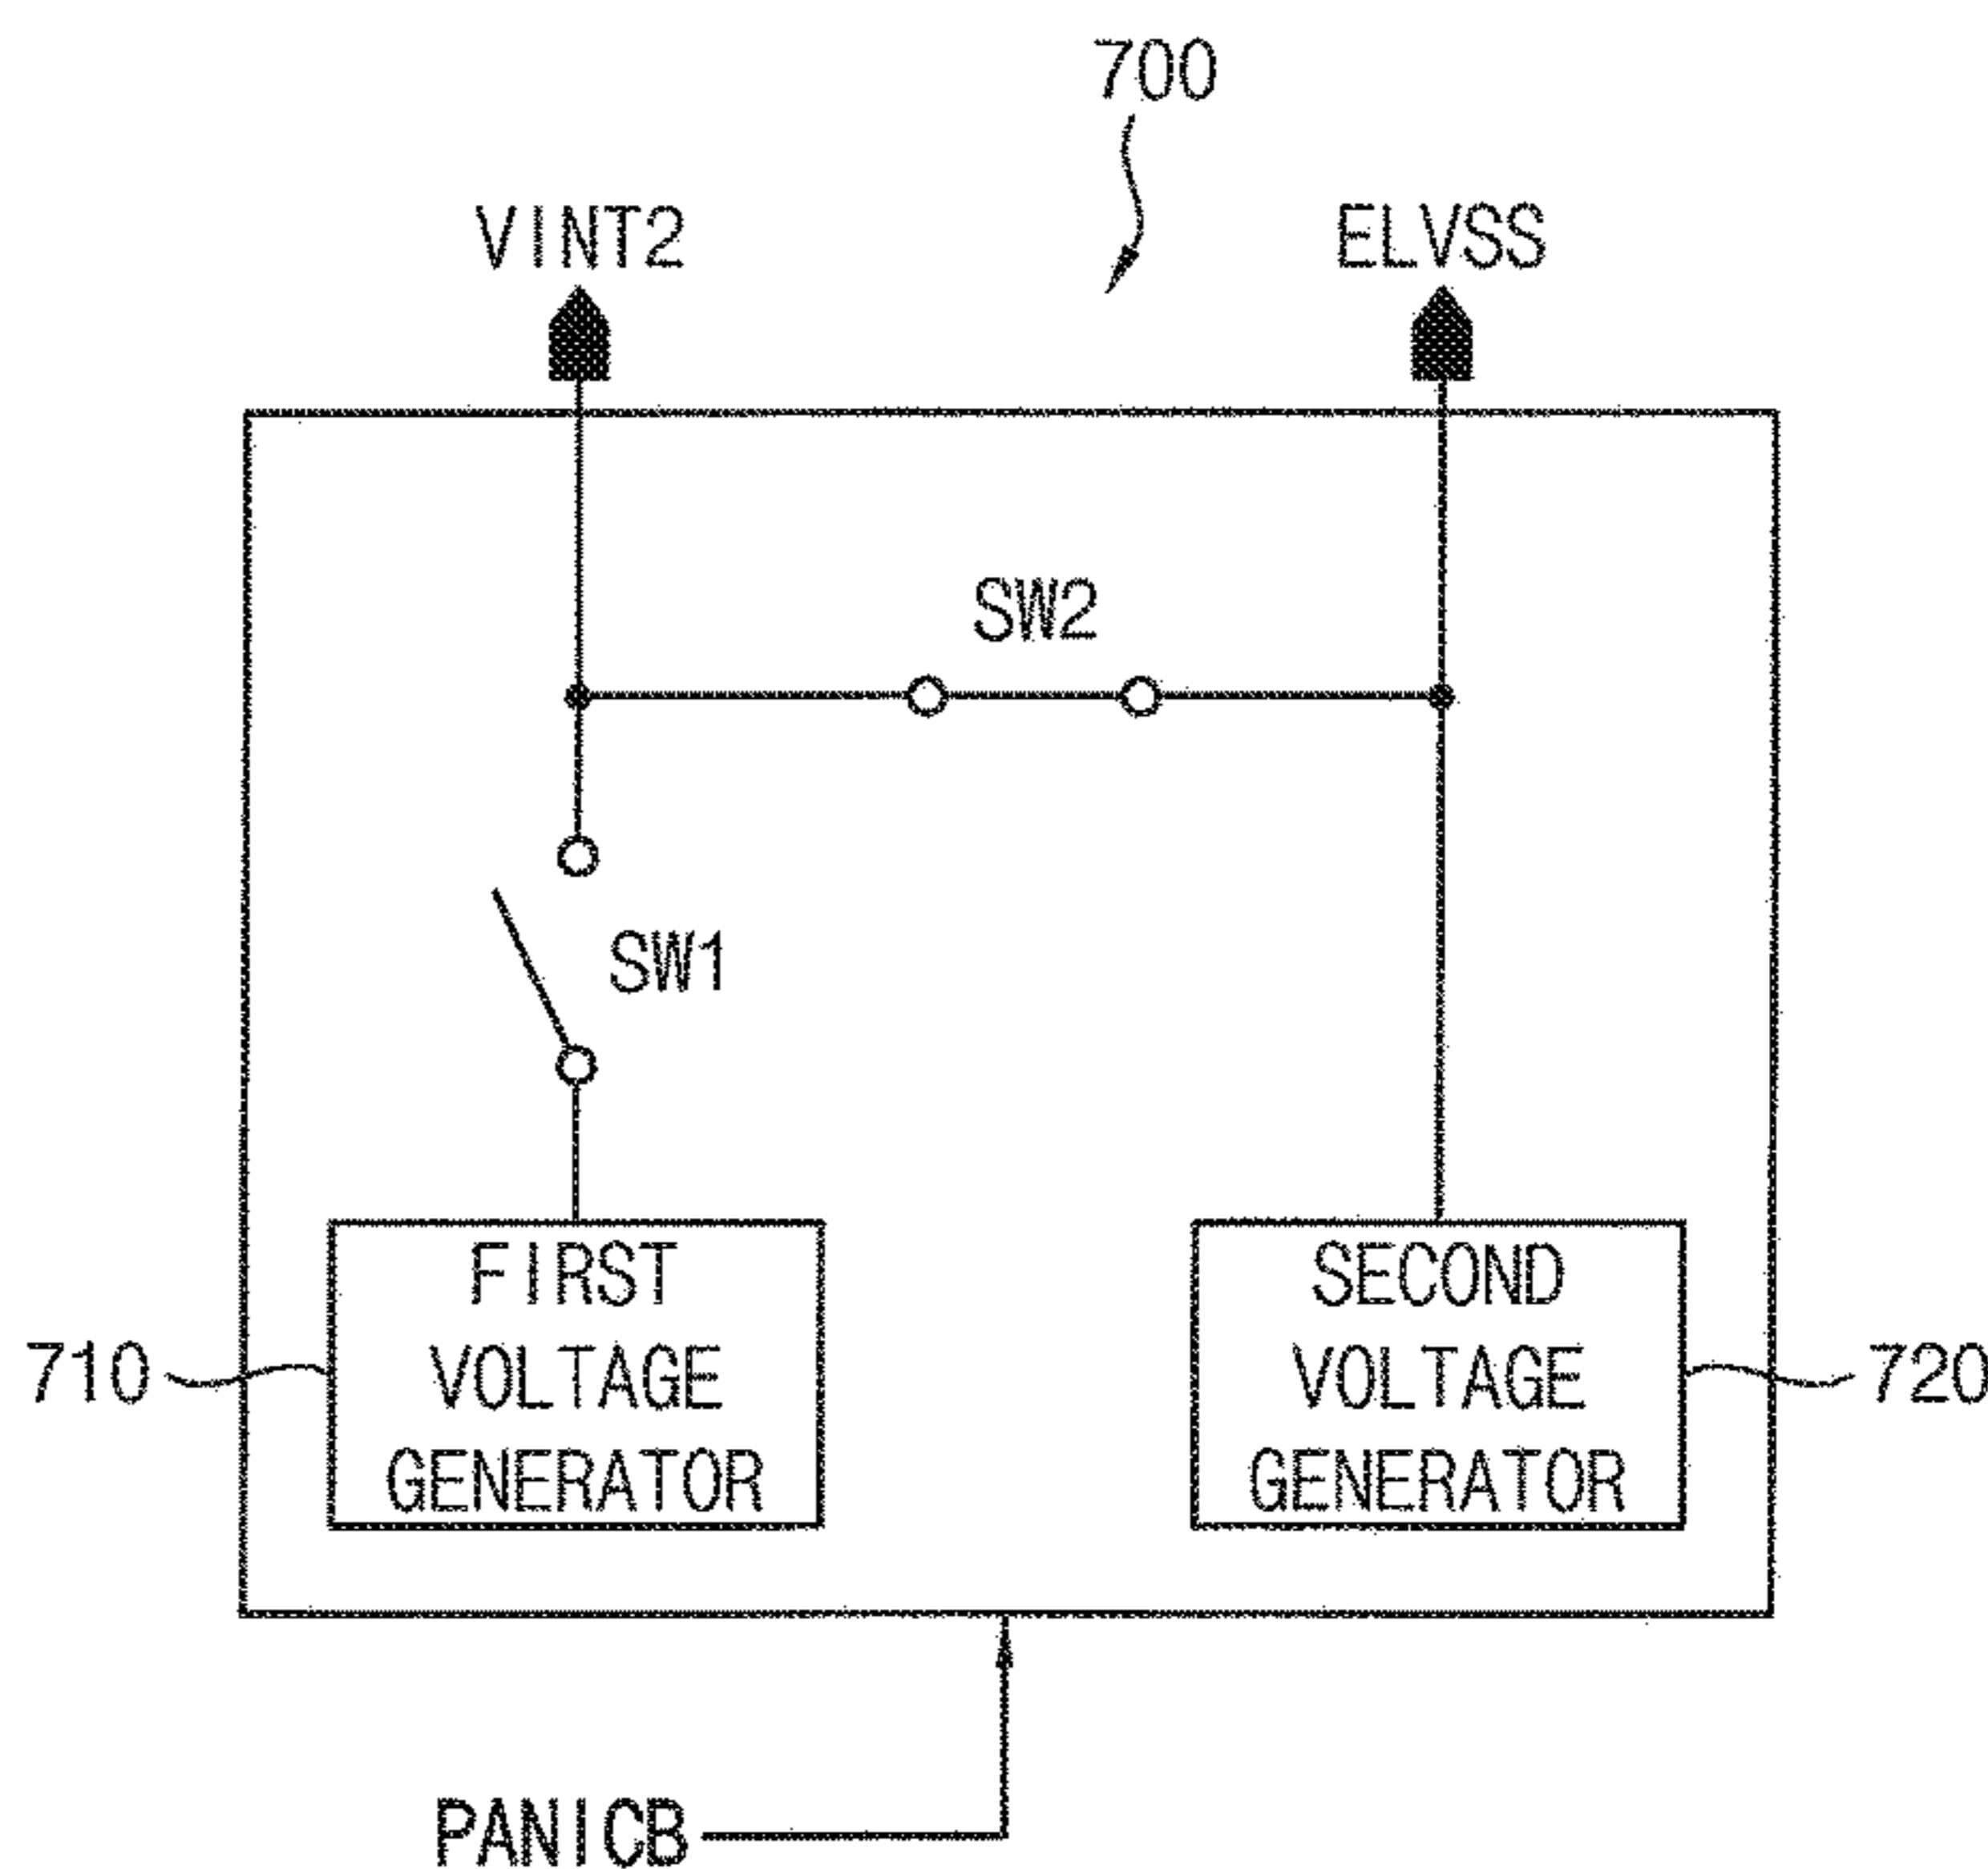 700
VINT2
ELVSS
SW2
SW1
FIRST
VOLTAGE
GENERATOR
SECOND
VOLTAGE
GENERATOR
710
720
PANICB